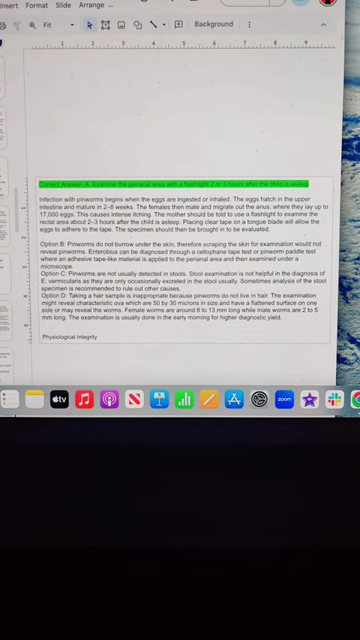 Insert Format Slide Arrange ...
Fit
Background
1 2 3 4 5 6 7 8 9
Correct Answer: A. Examine the perianal area with a flashlight 2 or 3 hours after the child is asleep
Infection with pinworms begins when the eggs are ingested or inhaled. The eggs hatch in the upper
intestine and mature in 2–8 weeks. The females then mate and migrate out the anus, where they lay up to
17,000 eggs. This causes intense itching. The mother should be told to use a flashlight to examine the
rectal area about 2–3 hours after the child is asleep. Placing clear tape on a tongue blade will allow the
eggs to adhere to the tape. The specimen should then be brought in to be evaluated.
Option B: Pinworms do not burrow under the skin, therefore scraping the skin for examination would not
reveal pinworms. Enterobius can be diagnosed through a cellophane tape test or pinworm paddle test
where an adhesive tape-like material is applied to the perianal area and then examined under a
microscope.
Option C: Pinworms are not usually detected in stools. Stool examination is not helpful in the diagnosis of
E. vermicularis as they are only occasionally excreted in the stool usually. Sometimes analysis of the stool
specimen is recommended to rule out other causes.
Option D: Taking a hair sample is inappropriate because pinworms do not live in hair. The examination
might reveal characteristic ova which are 50 by 30 microns in size and have a flattened surface on one
side or may reveal the worms. Female worms are around 8 to 13 mm long while male worms are 2 to 5
mm long. The examination is usually done in the early morning for higher diagnostic yield.
Physiological Integrity
tv
zoom